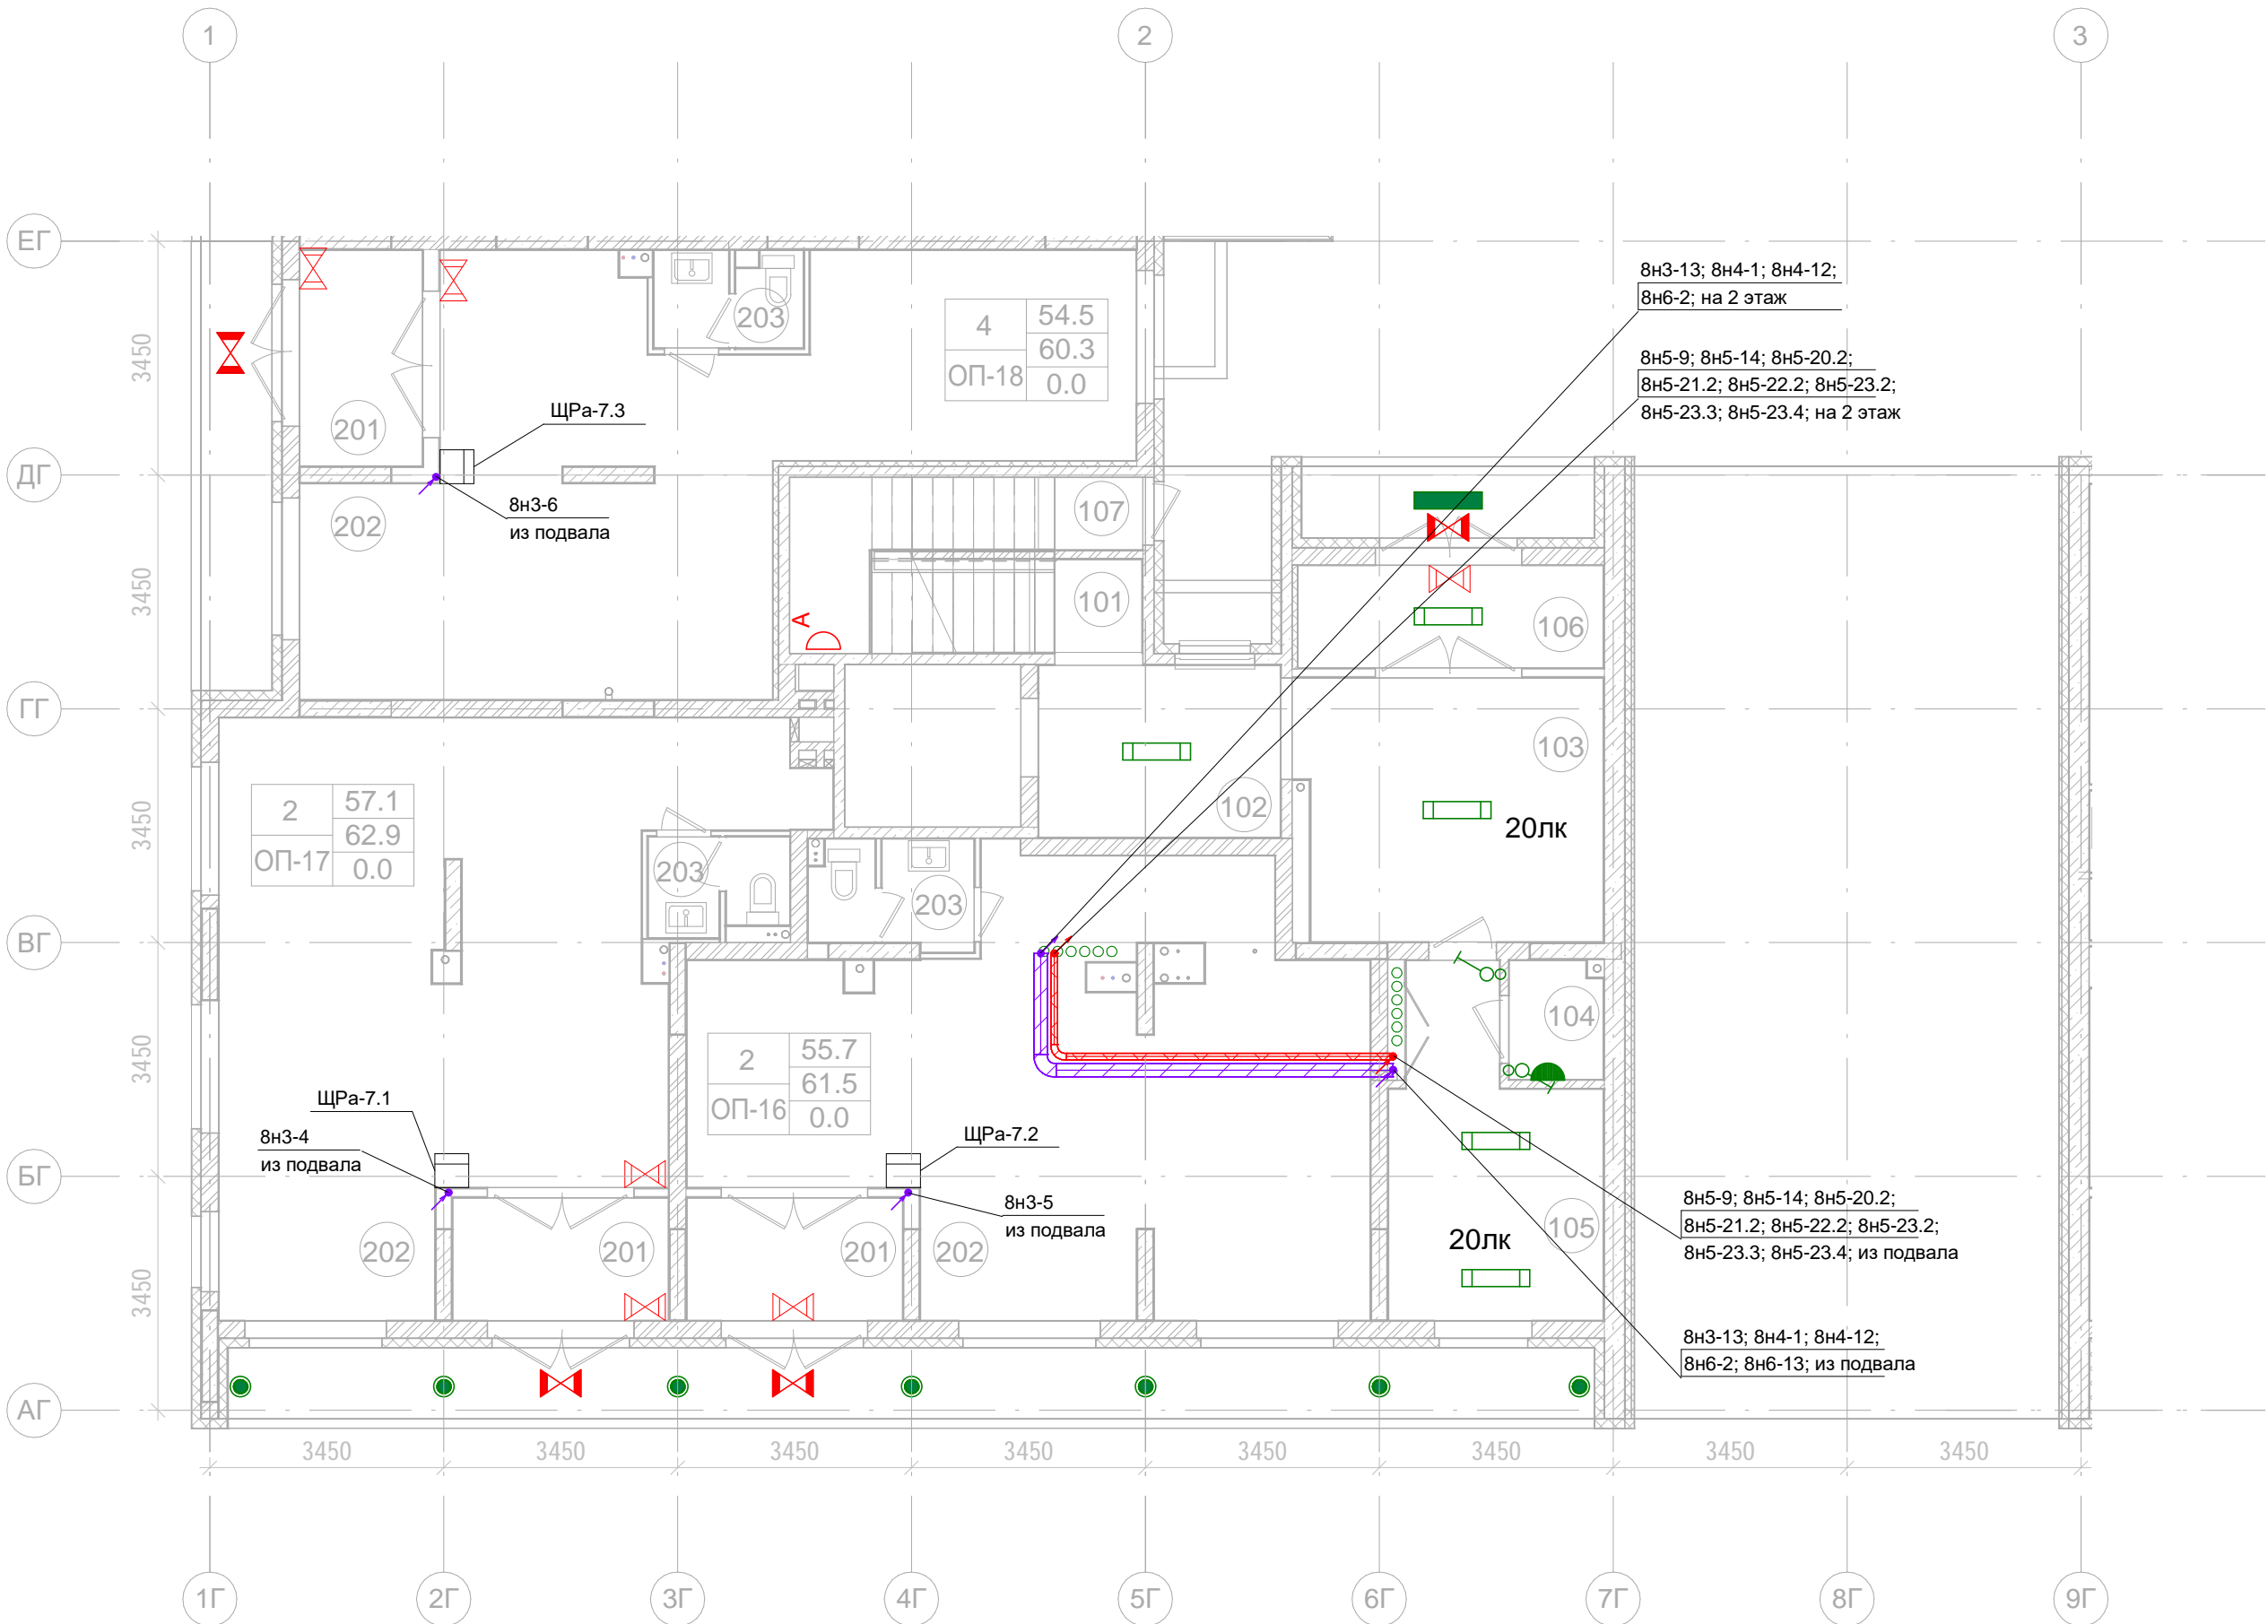 1
2
3
ЕГ
8н3-13; 8н4-1; 8н4-12;
8н6-2; на 2 этаж
203
4
54.5
60.3
ОП-18
0.0
3450
8н5-9; 8н5-14; 8н5-20.2;
8н5-21.2; 8н5-22.2; 8н5-23.2;
8н5-23.3; 8н5-23.4; на 2 этаж
ЩРа-7.3
201
ДГ
8н3-6
из подвала
202
107
3450
101
А
106
ГГ
103
2
57.1
62.9
ОП-17
0.0
102
3450
20лк
203
203
ВГ
104
3450
2
55.7
61.5
ОП-16
0.0
ЩРа-7.1
8н3-4
из подвала
ЩРа-7.2
БГ
8н3-5
из подвала
8н5-9; 8н5-14; 8н5-20.2;
8н5-21.2; 8н5-22.2; 8н5-23.2;
8н5-23.3; 8н5-23.4; из подвала
105
20лк
202
201
201
202
3450
8н3-13; 8н4-1; 8н4-12;
8н6-2; 8н6-13; из подвала
АГ
3450
3450
3450
3450
3450
3450
3450
3450
1Г
2Г
3Г
4Г
5Г
6Г
7Г
8Г
9Г